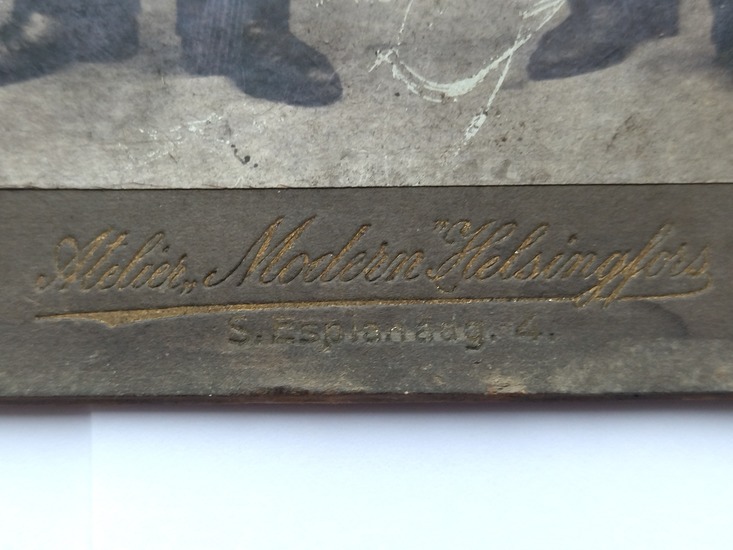 Atelier „Modern" Helsingfors
S. Esplanadg. 4.